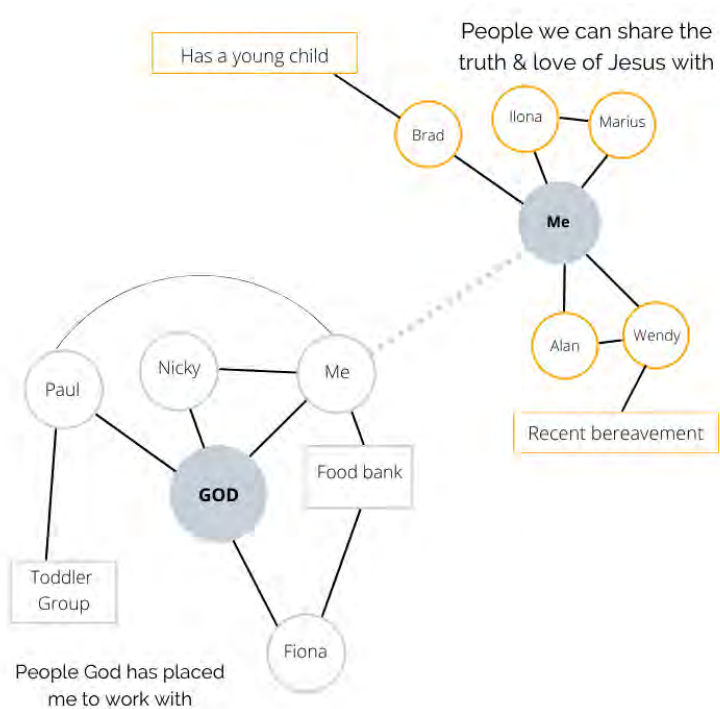 People we can share the
truth & love of Jesus with
Has a young child
Ilona
Marius
Brad
Me
Alan
Wendy
Recent bereavement
Nicky
Me
Paul
Food bank
GOD
Toddler
Group
Fiona
People God has placed
me to work with